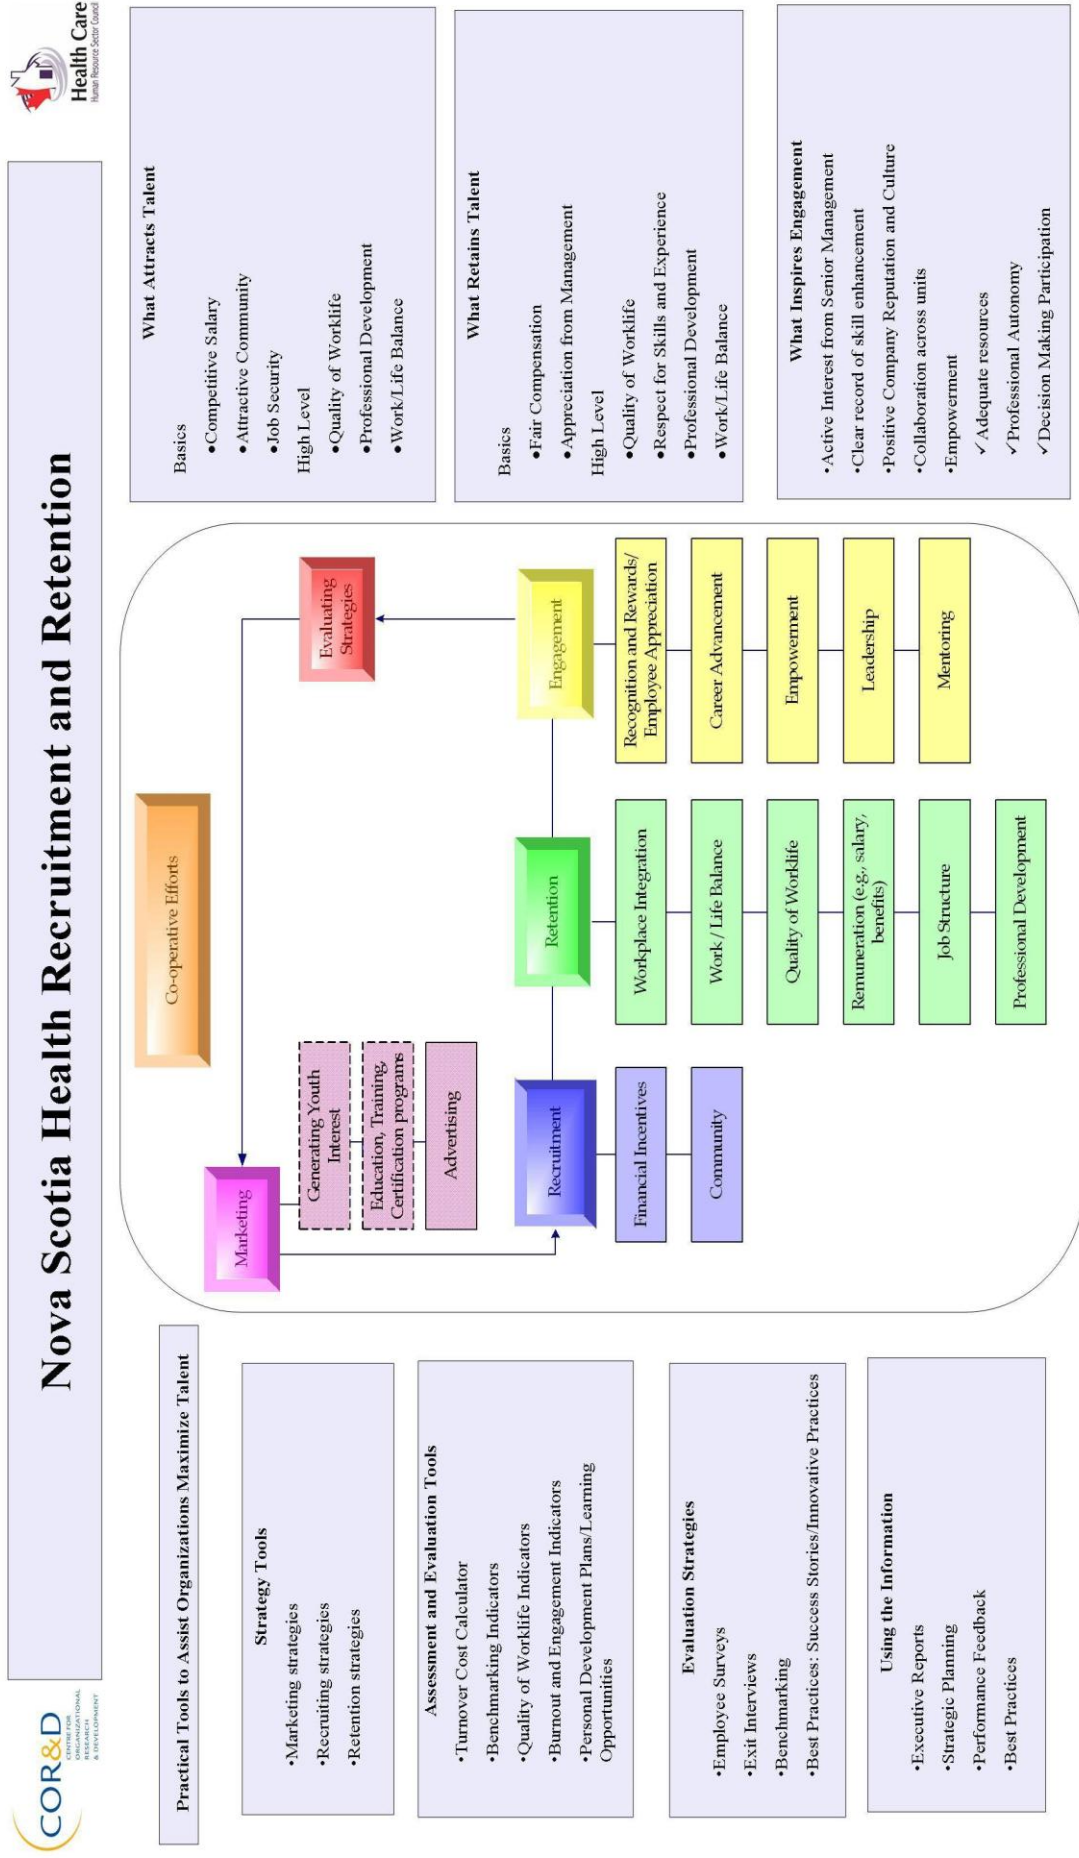 COR&D
CENTRE FOR
ORGANIZATIONAL
RESEARCH
& DEVELOPMENT
Nova Scotia Health Recruitment and Retention
Health Care
Human Resource Sector Council
Practical Tools to Assist Organizations Maximize Talent
Strategy Tools
•Marketing strategies
•Recruiting strategies
•Retention strategies
Assessment and Evaluation Tools
•Turnover Cost Calculator
•Benchmarking Indicators
•Quality of Worklife Indicators
•Burnout and Engagement Indicators
•Personal Development Plans/Learning
Opportunities
Evaluation Strategies
•Employee Surveys
•Exit Interviews
•Benchmarking
•Best Practices: Success Stories/Innovative Practices
Using the Information
•Executive Reports
•Strategic Planning
•Performance Feedback
•Best Practices
Co-operative Efforts
Marketing
Generating Youth
Interest
Education, Training,
Certification programs
Advertising
Evaluating
Strategies
Recruitment
Financial Incentives
Community
Retention
Workplace Integration
Work / Life Balance
Quality of Worklife
Remuneration (e.g., salary,
benefits)
Job Structure
Professional Development
Engagement
Recognition and Rewards/
Employee Appreciation
Career Advancement
Empowerment
Leadership
Mentoring
What Attracts Talent
Basics
•Competitive Salary
•Attractive Community
•Job Security
High Level
•Quality of Worklife
•Professional Development
•Work/Life Balance
What Retains Talent
Basics
•Fair Compensation
•Appreciation from Management
High Level
•Quality of Worklife
•Respect for Skills and Experience
•Professional Development
•Work/Life Balance
What Inspires Engagement
•Active Interest from Senior Management
•Clear record of skill enhancement
•Positive Company Reputation and Culture
•Collaboration across units
•Empowerment
✓Adequate resources
✓Professional Autonomy
✓Decision Making Participation